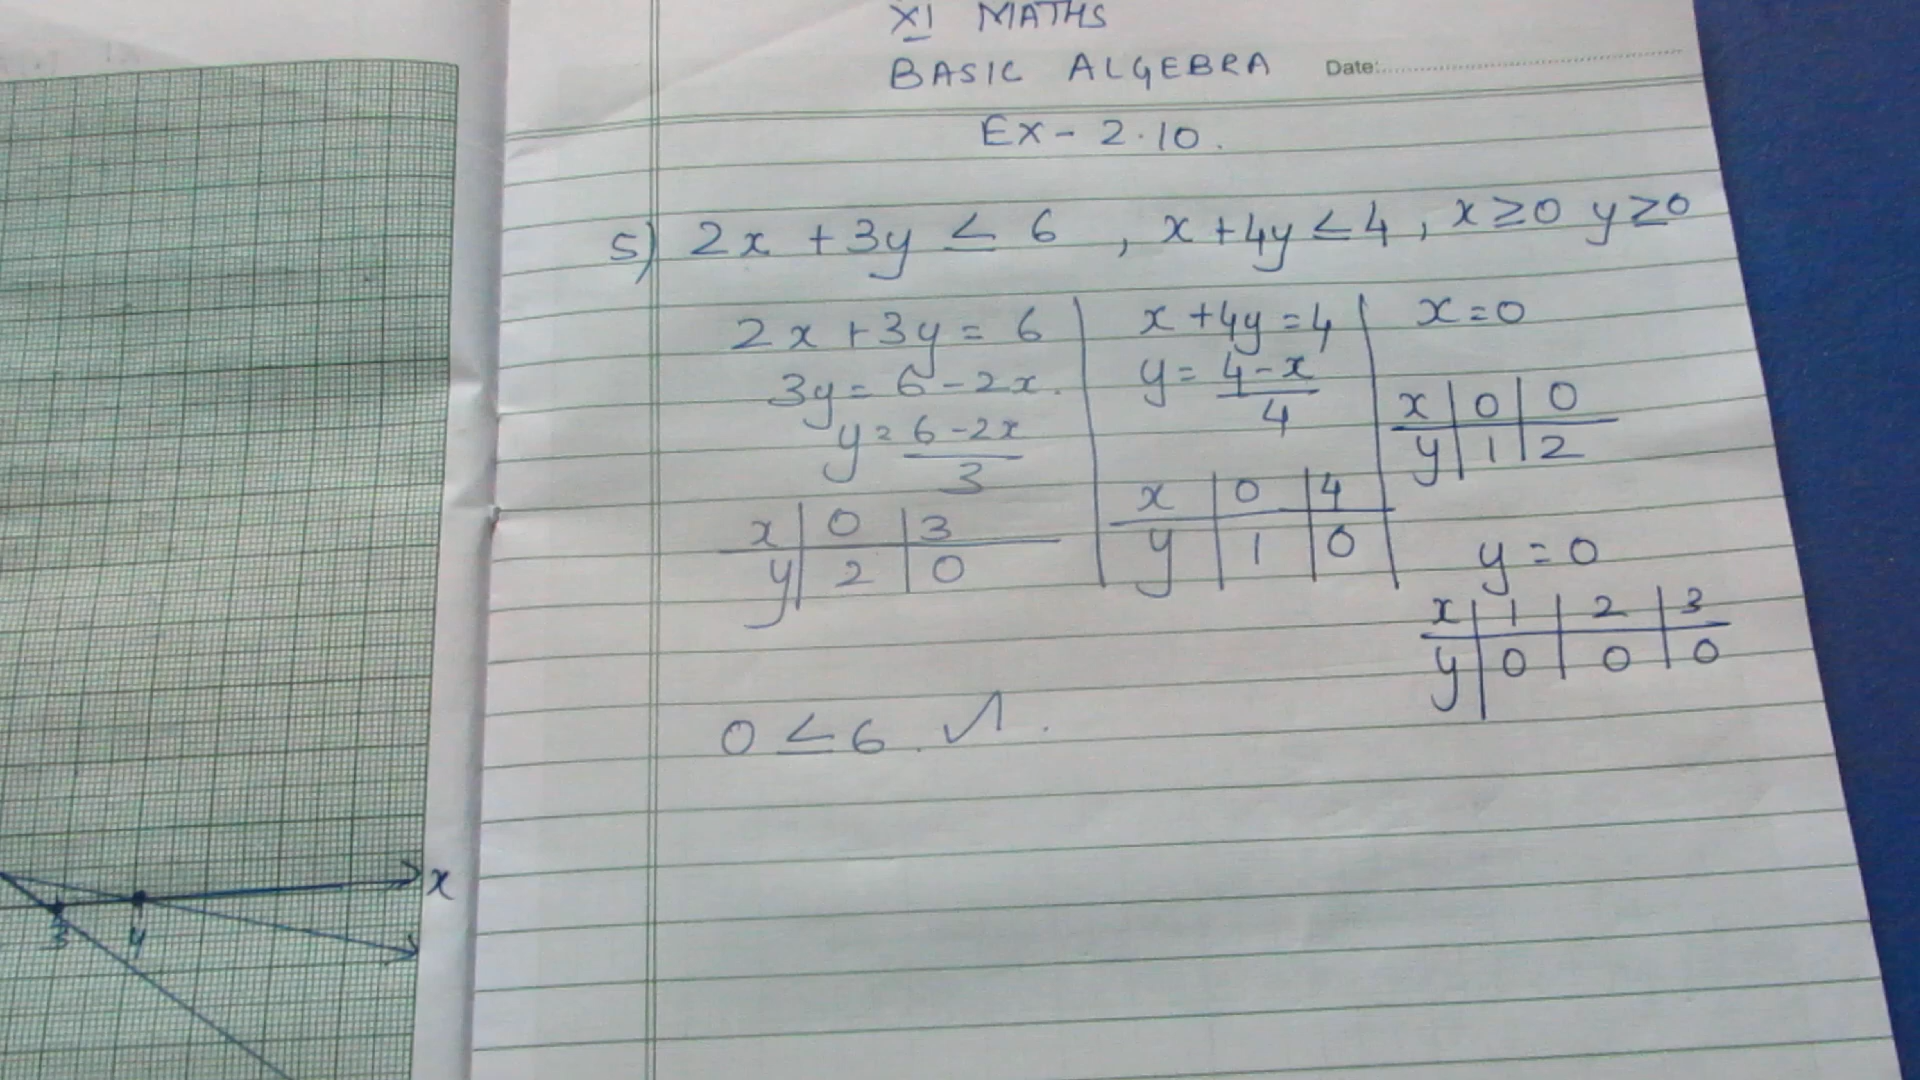 XI MATHS
BASIC ALGEBRA Date:
Ex - 2.10.
5) 2x + 3y ≤ 6 , x + 4y ≤ 4 , x ≥ 0 y ≥ 0
2x + 3y = 6
3y = 6 - 2x.
y = 6 - 2x / 3
x | 0 | 3
y | 2 | 0
x + 4y = 4
y = 4 - x / 4
x | 0 | 4
y | 1 | 0
x = 0
x | 0 | 0
y | 1 | 2
y = 0
x | 1 | 2 | 3
y | 0 | 0 | 0
0 ≤ 6.
x
3 4